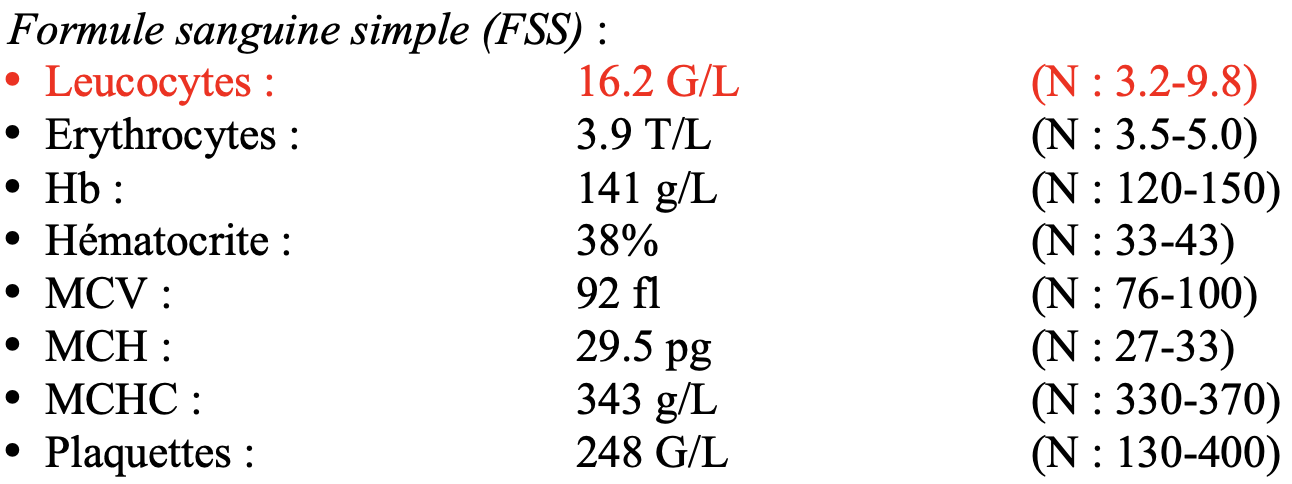 Formule sanguine simple (FSS) :
• Leucocytes : 16.2 G/L (N : 3.2-9.8)
• Erythrocytes : 3.9 T/L (N : 3.5-5.0)
• Hb : 141 g/L (N : 120-150)
• Hématocrite : 38% (N : 33-43)
• MCV : 92 fl (N : 76-100)
• MCH : 29.5 pg (N : 27-33)
• MCHC : 343 g/L (N : 330-370)
• Plaquettes : 248 G/L (N : 130-400)